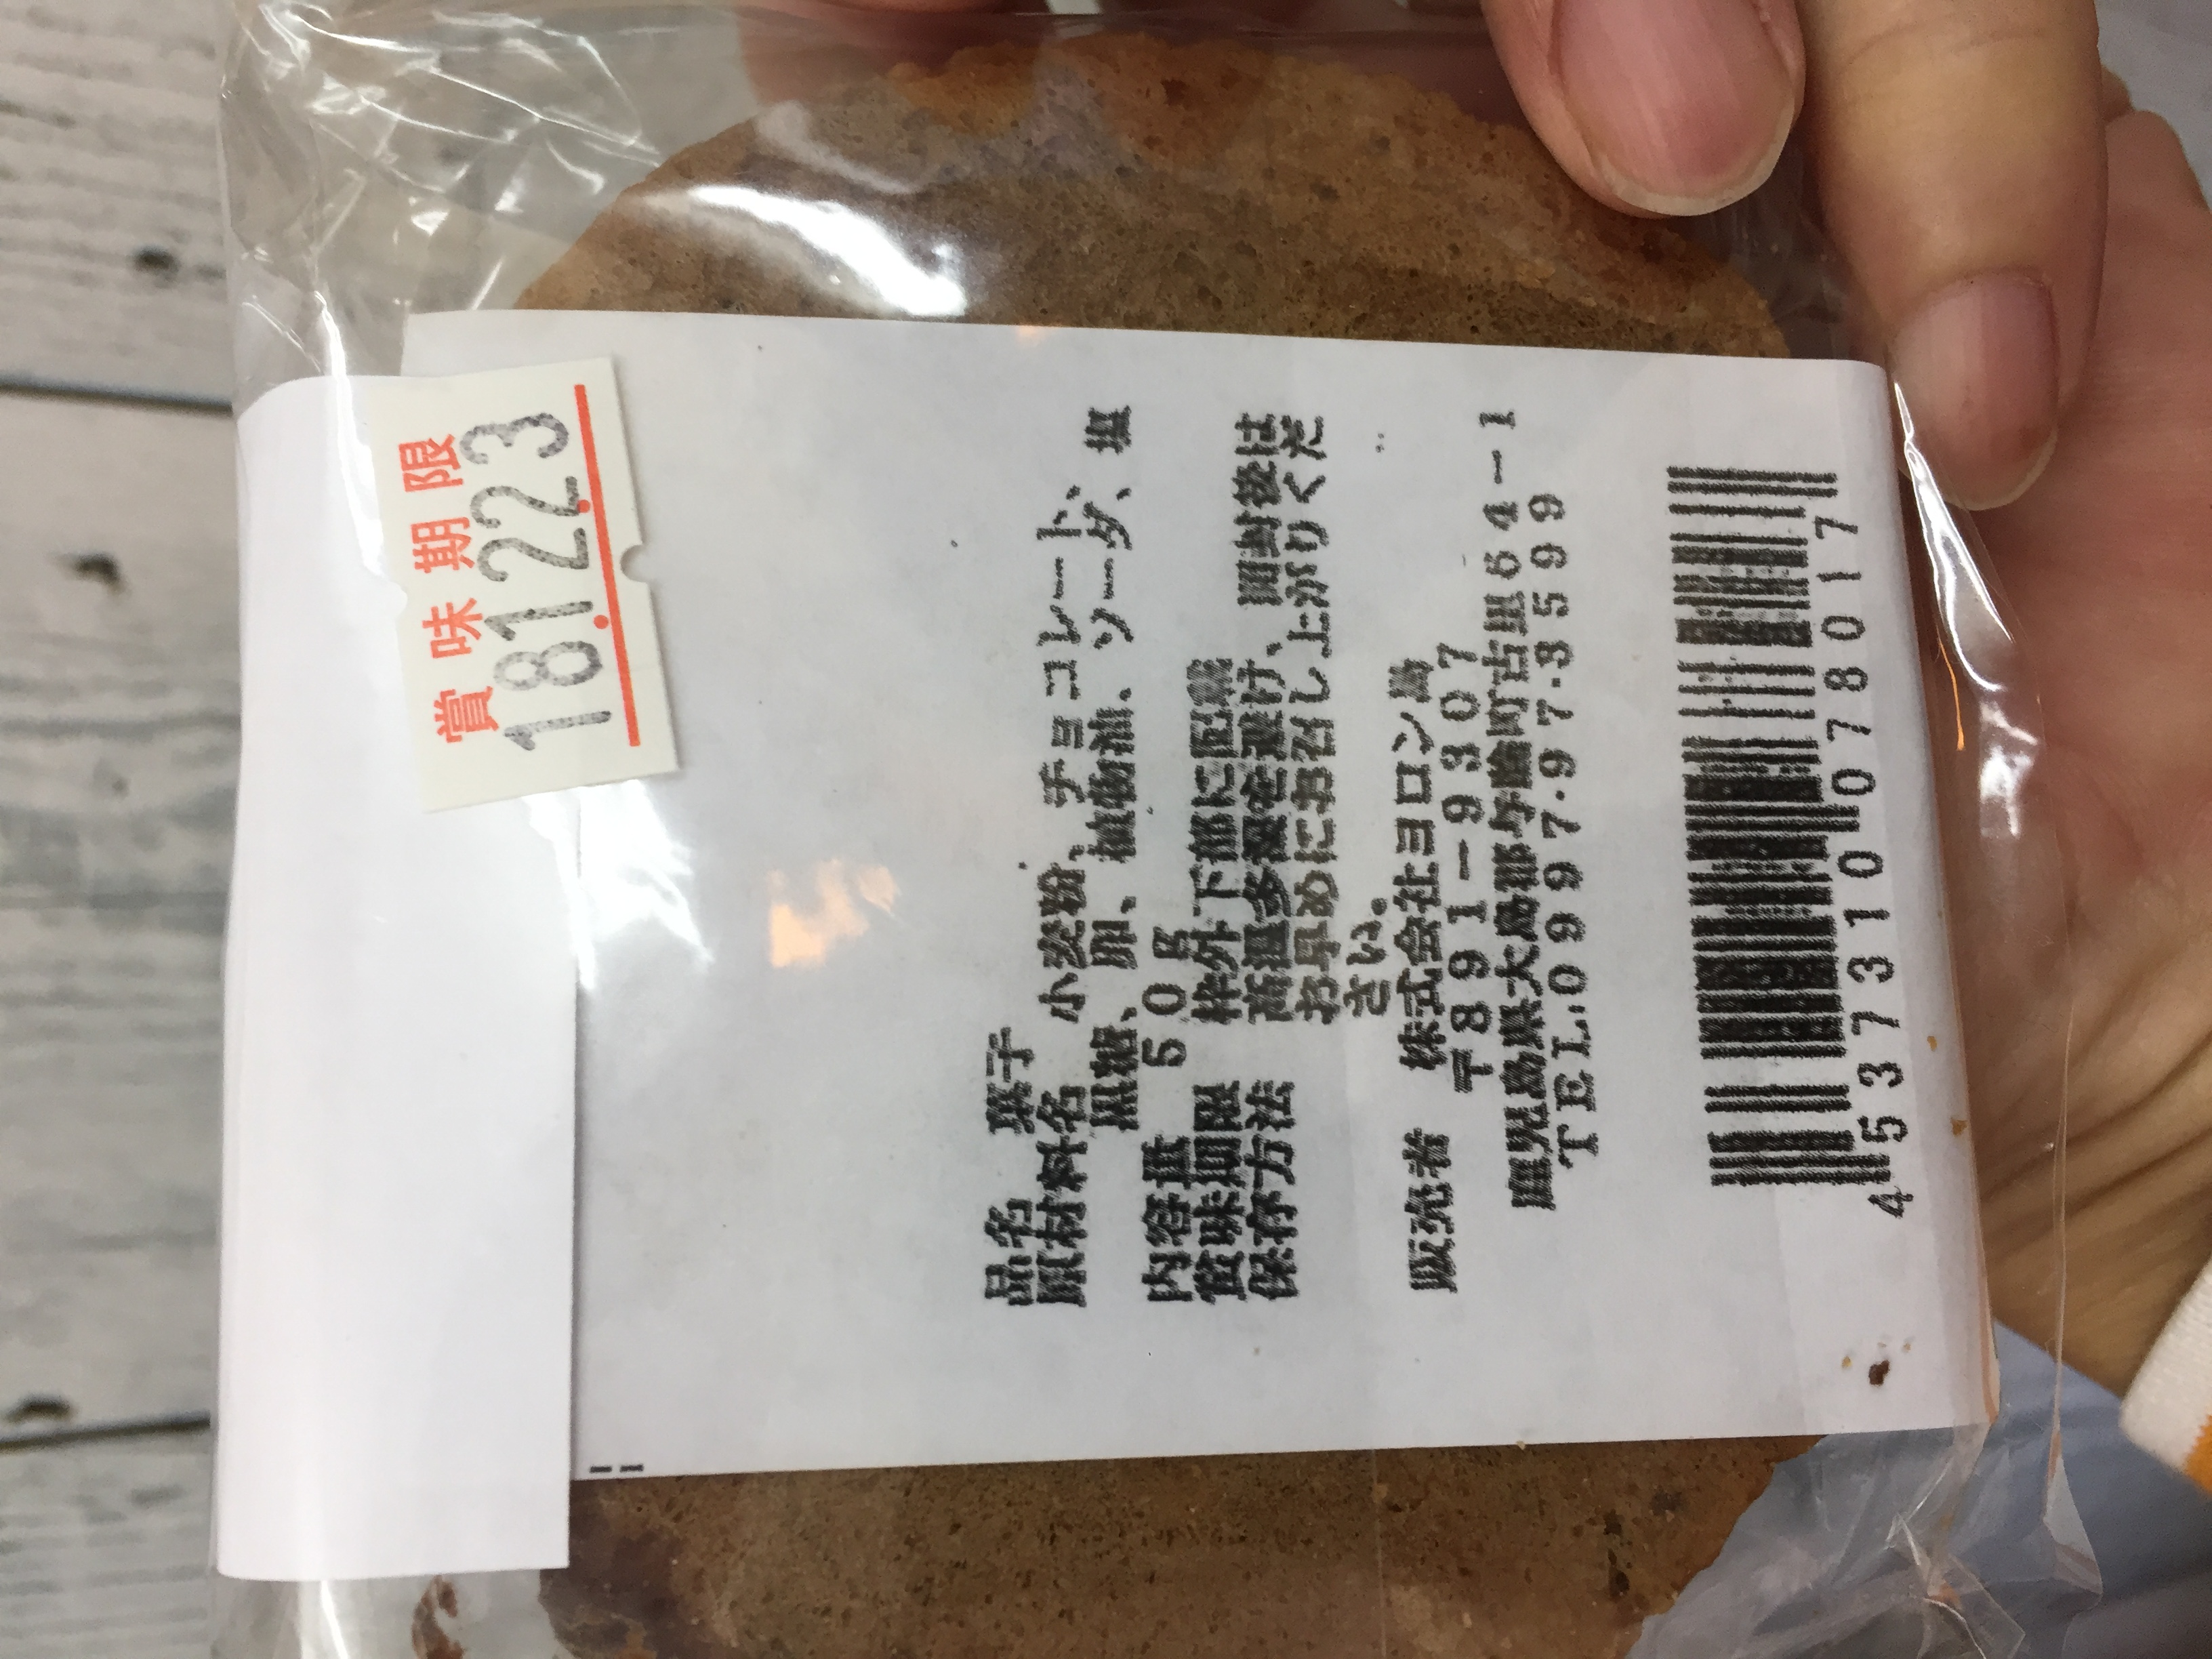 賞味期限
18.12.23
品名 菓子
原材料名 小麦粉、チョコレート、
黒糖、卵、植物油、ソーダ、塩
内容量 50g
賞味期限 枠外下部に記載
保存方法 高温多湿を避け、開封後は
お早めにお召し上がりくだ
さい。
販売者 株式会社ヨロン島
〒891-9307
鹿児島県大島郡与論町古里64-1
TEL.0997-97-3599
4573100078017